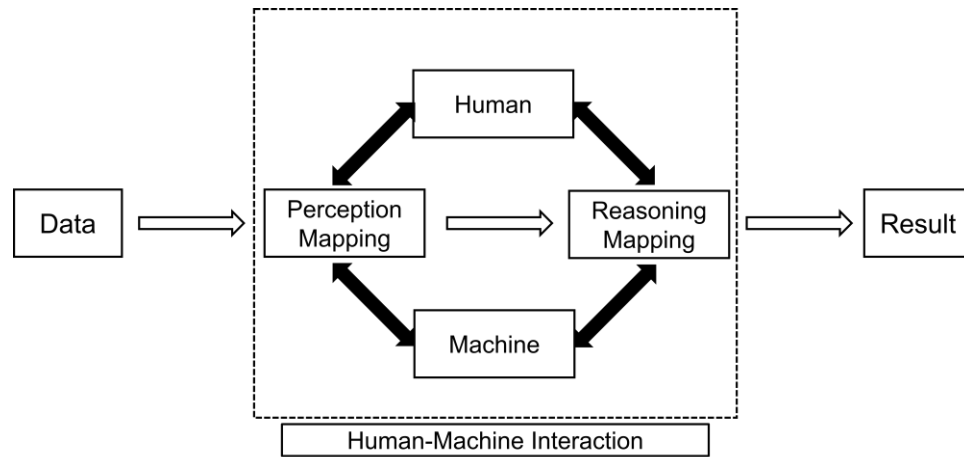 Human
Data
Perception
Mapping
Reasoning
Mapping
Result
Machine
Human-Machine Interaction